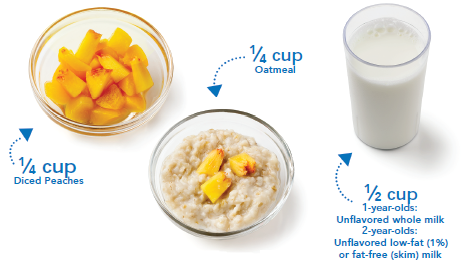 ¼ cup
Oatmeal
¼ cup
Diced Peaches
½ cup
1-year-olds:
Unflavored whole milk
2-year-olds:
Unflavored low-fat (1%)
or fat-free (skim) milk